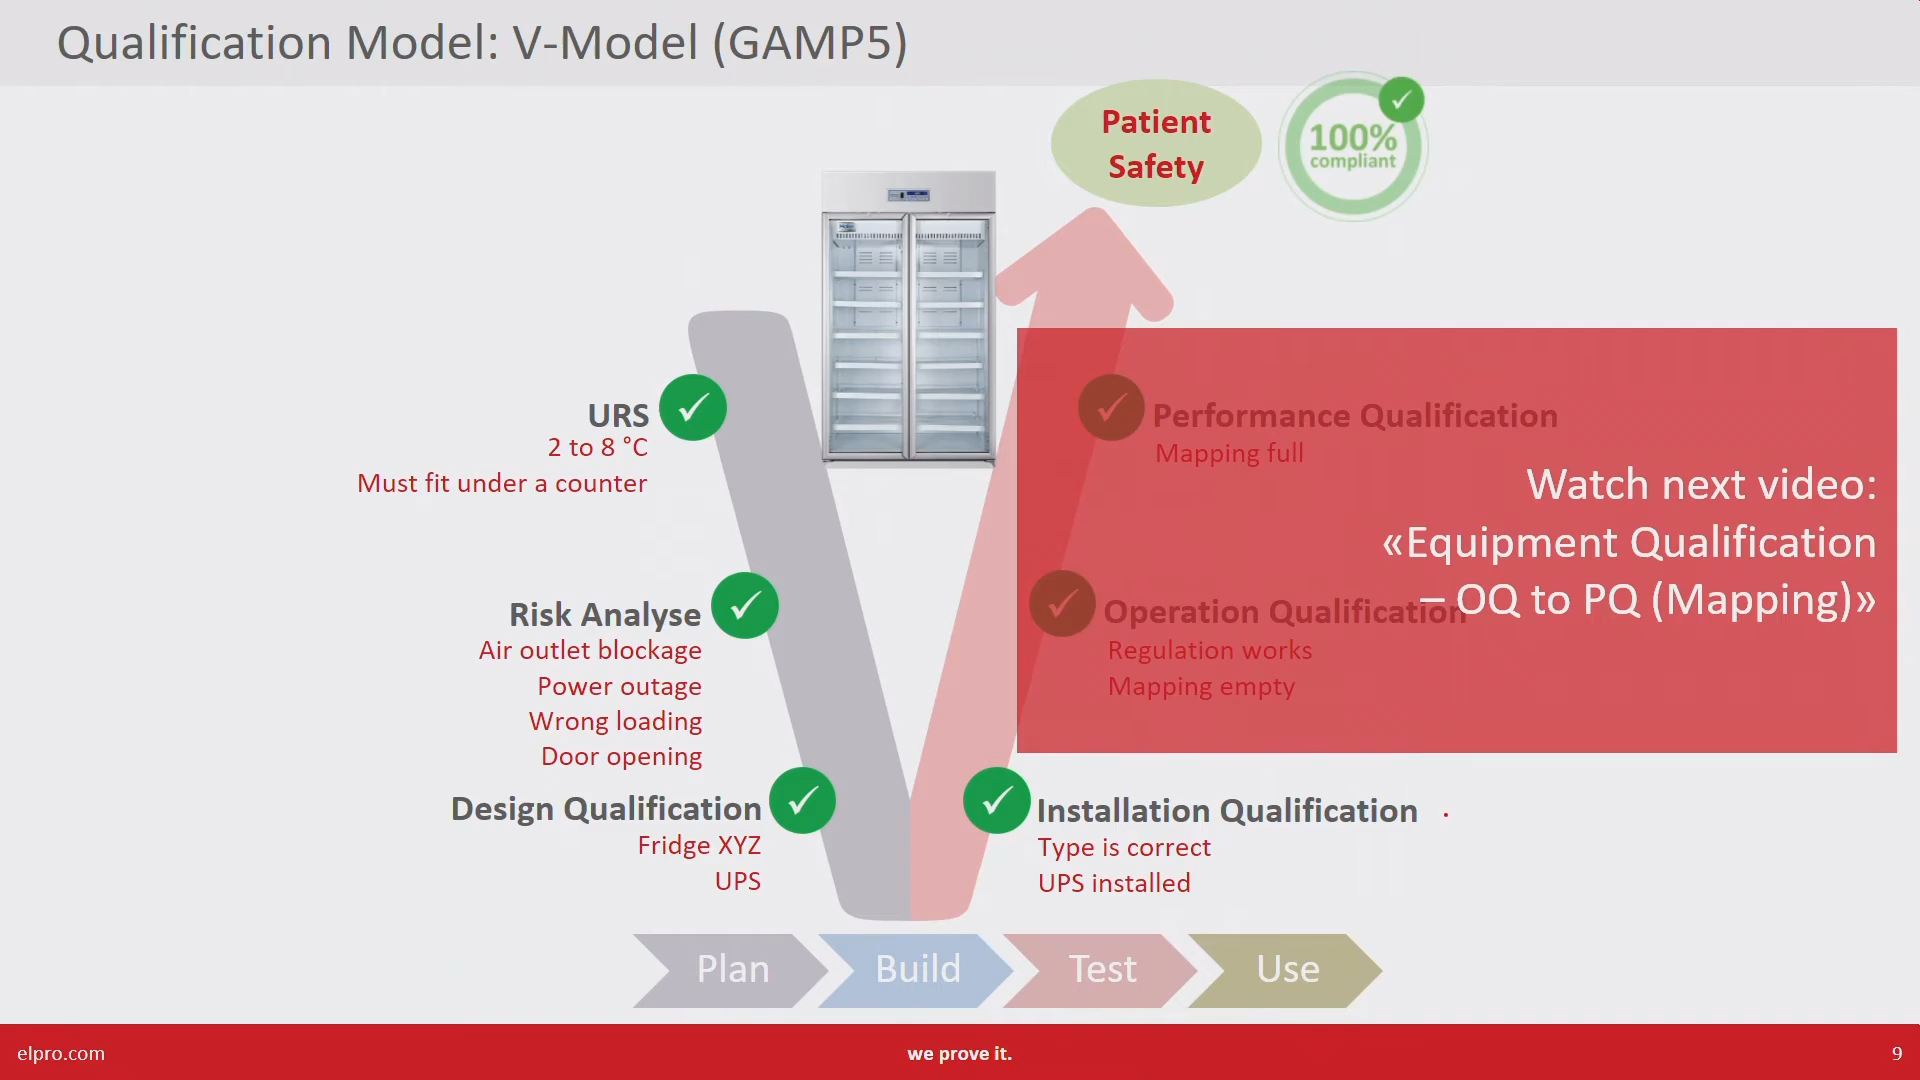 Qualification Model: V-Model (GAMP5)
Patient
Safety
100%
compliant
URS
2 to 8 °C
Must fit under a counter
Performance Qualification
Mapping full
Watch next video:
«Equipment Qualification
– OQ to PQ (Mapping)»
Risk Analyse
Air outlet blockage
Power outage
Wrong loading
Door opening
Operation Qualification
Regulation works
Mapping empty
Design Qualification
Fridge XYZ
UPS
Installation Qualification
Type is correct
UPS installed
Plan
Build
Test
Use
elpro.com
we prove it.
9